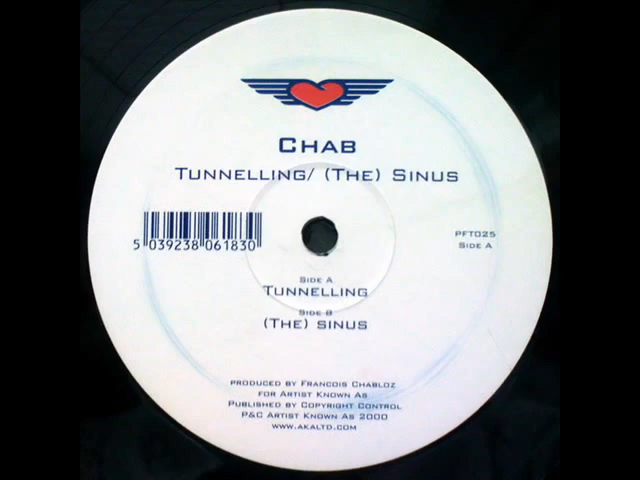 Chab
Tunnelling/ (The) Sinus
5 039238 061830
PFT025
Side A
Side A
Tunnelling
Side B
(The) sinus
produced by Francois Chabloz
for Artist Known As
Published by Copyright Control
P&C Artist Known As 2000
www.akaltd.com